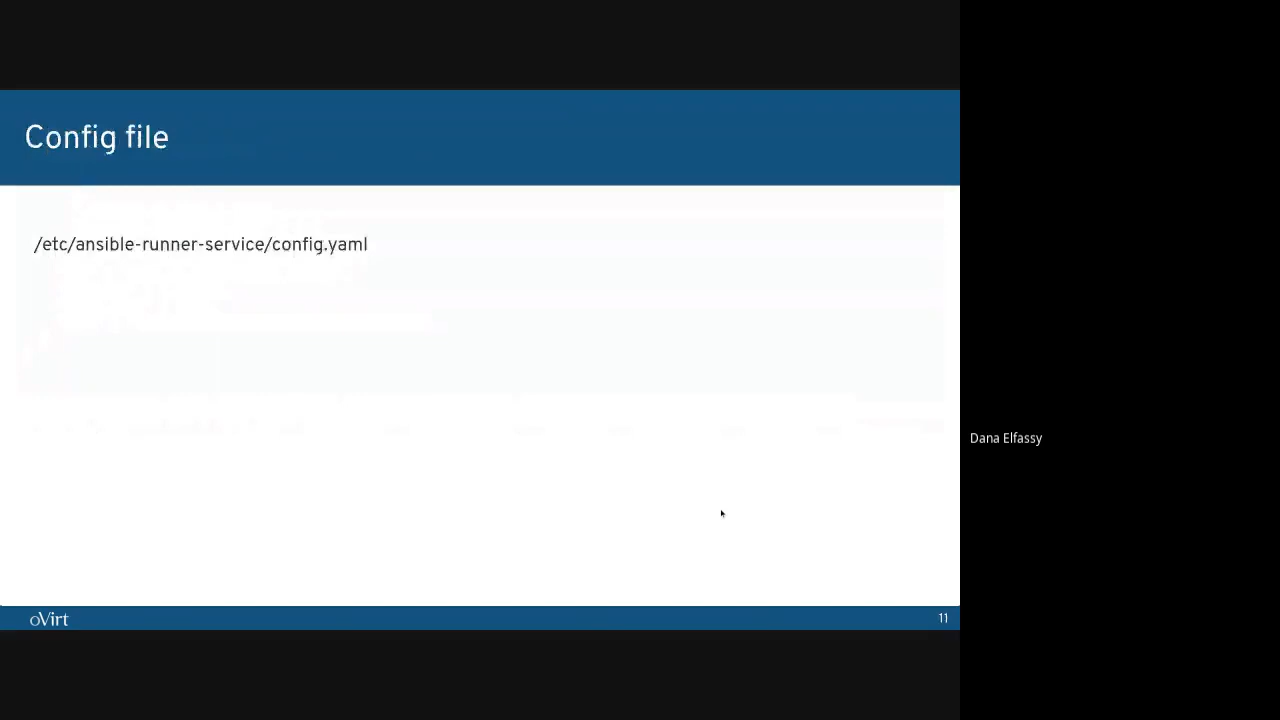 Config file
/etc/ansible-runner-service/config.yaml
Dana Elfassy
oVirt
11